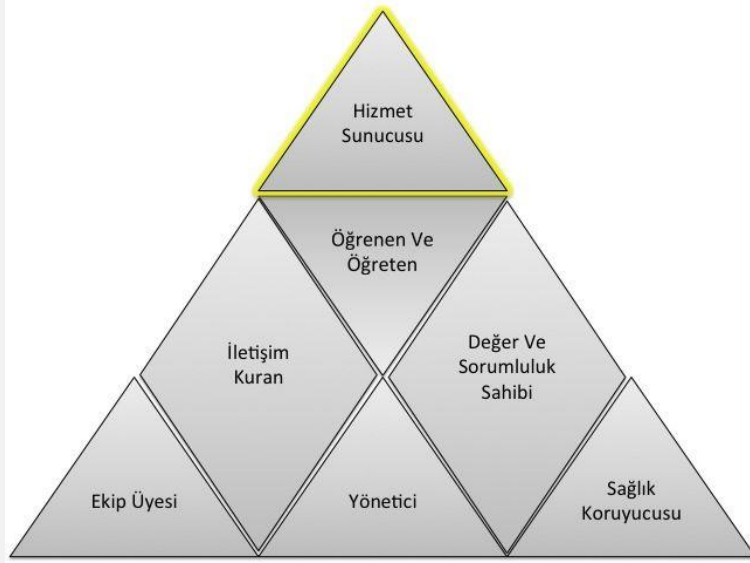 Hizmet
Sunucusu
Öğrenen Ve
Öğreten
İletişim
Kuran
Değer Ve
Sorumluluk
Sahibi
Ekip Üyesi
Yönetici
Sağlık
Koruyucusu